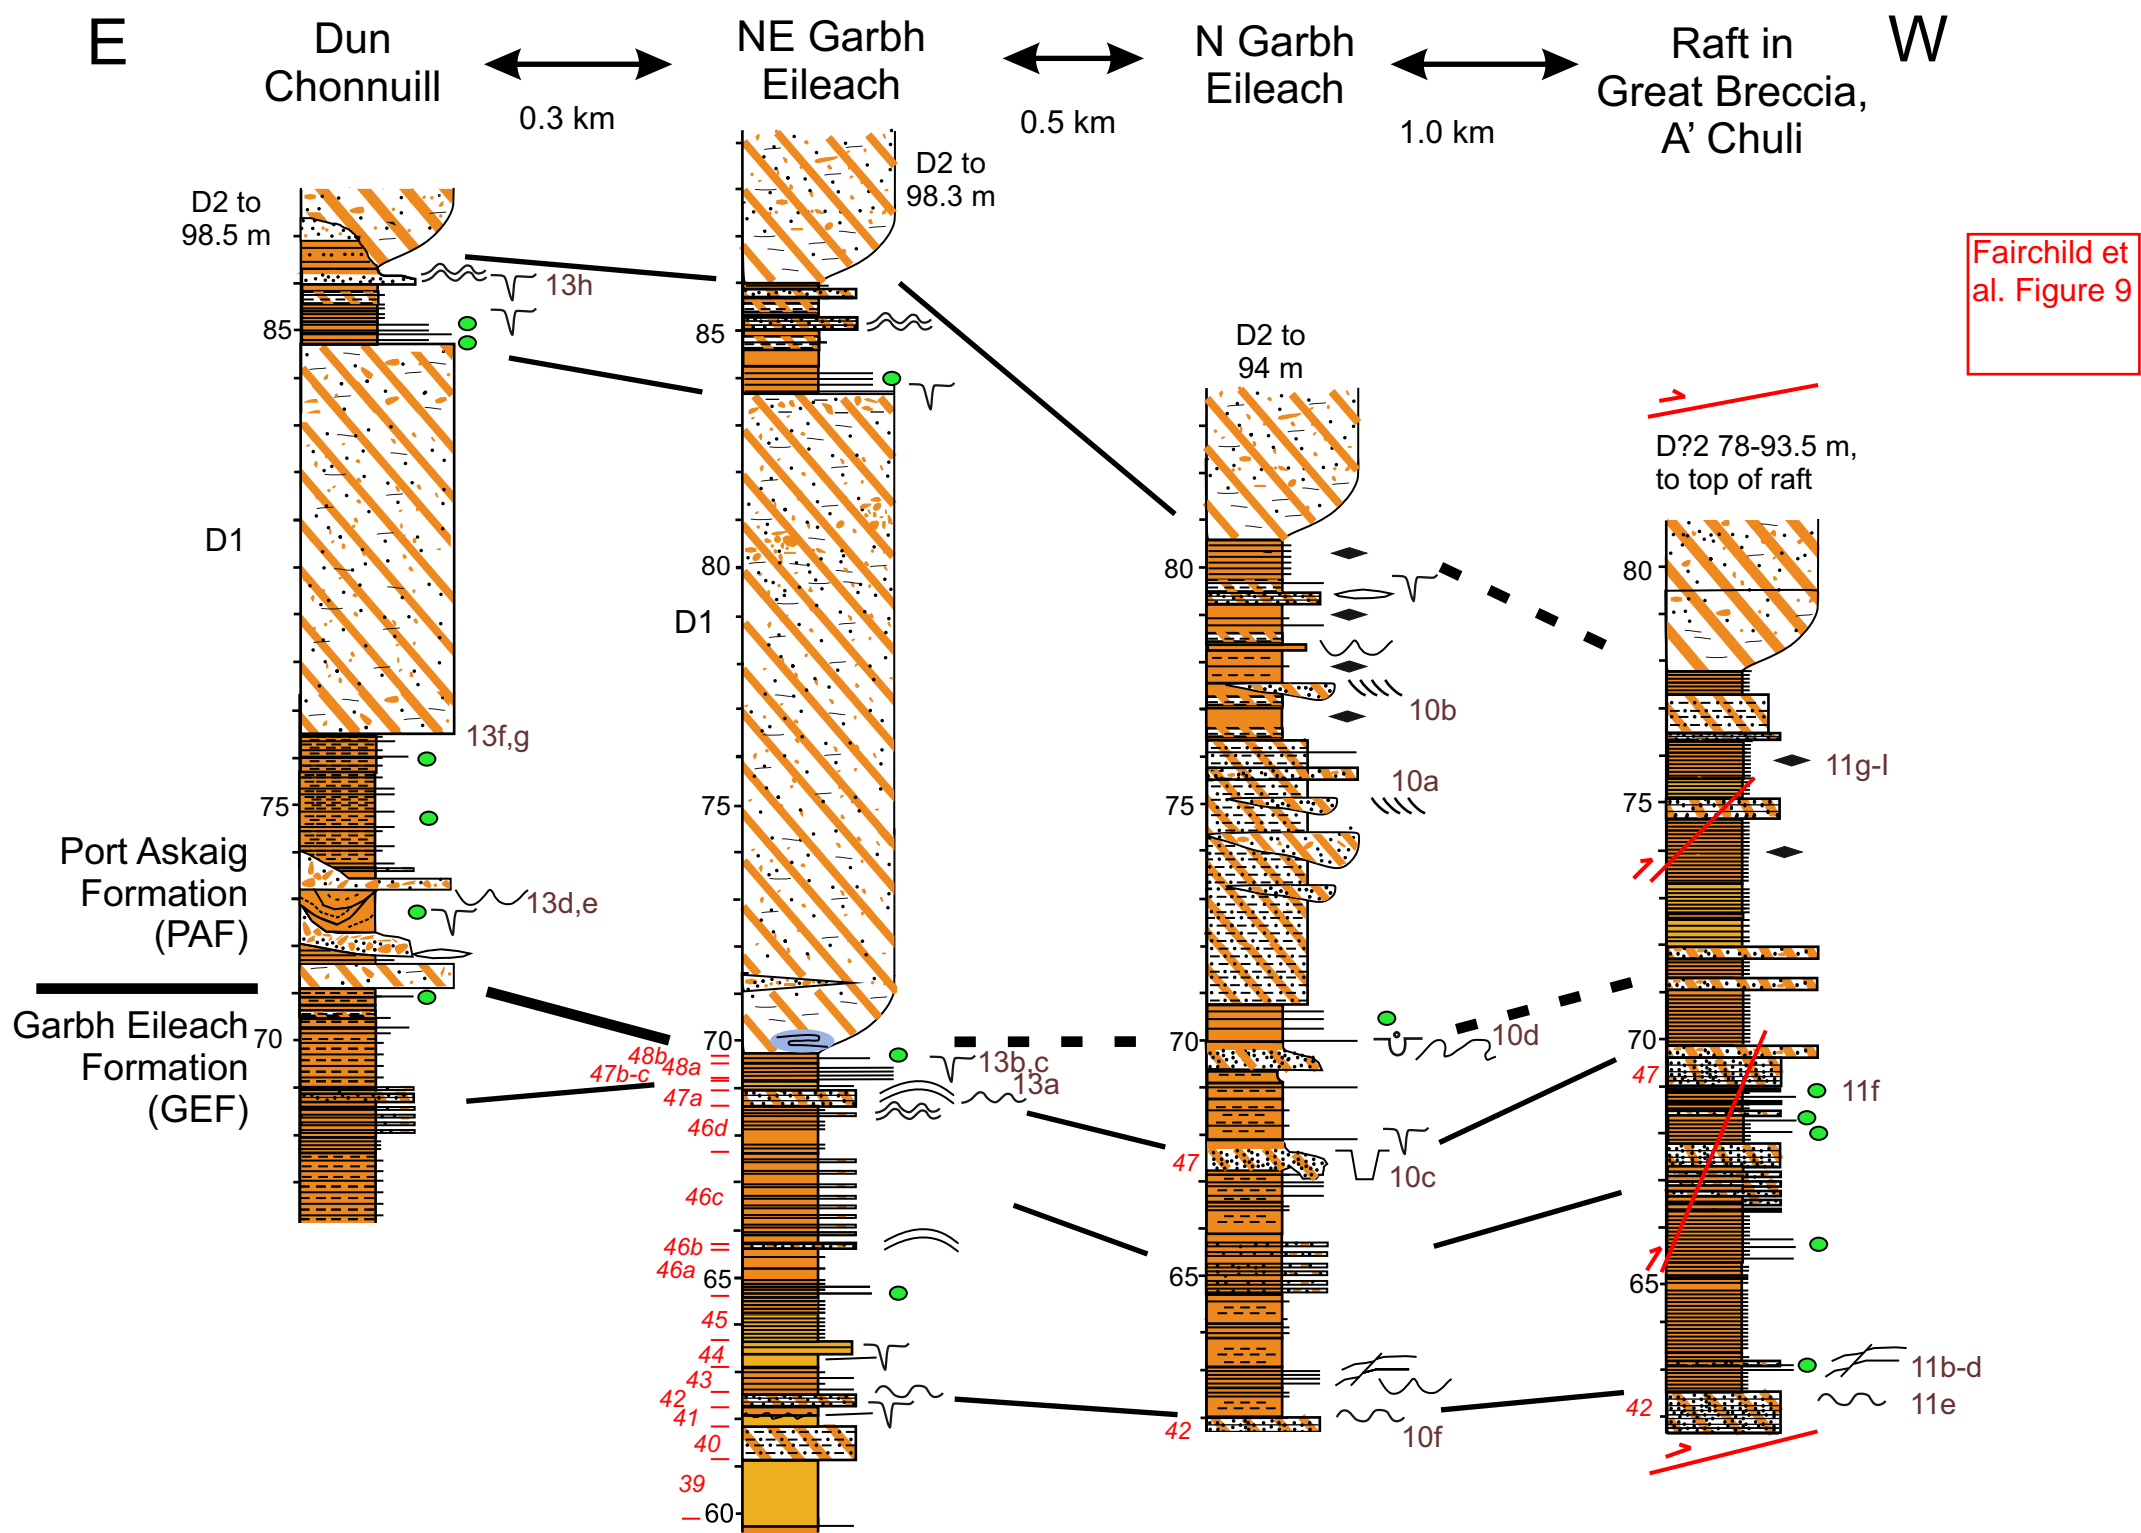 E
Dun
Chonnuill
0.3 km
NE Garbh
Eileach
0.5 km
N Garbh
Eileach
1.0 km
Raft in
Great Breccia,
A’ Chuli
W
Fairchild et
al. Figure 9
D2 to
98.5 m
13h
85
D1
13f,g
75
13d,e
70
Port Askaig
Formation
(PAF)
Garbh Eileach
Formation
(GEF)
D2 to
98.3 m
85
80
D1
75
70
48b
48a
47b-c
47a
46d
46c
46b
46a
65
45
44
43
42
41
40
39
60
13b,c
13a
D2 to
94 m
80
10b
10a
75
70
10d
47
10c
65
42
10f
D?2 78-93.5 m,
to top of raft
80
11g-l
75
70
47
11f
65
11b-d
42
11e